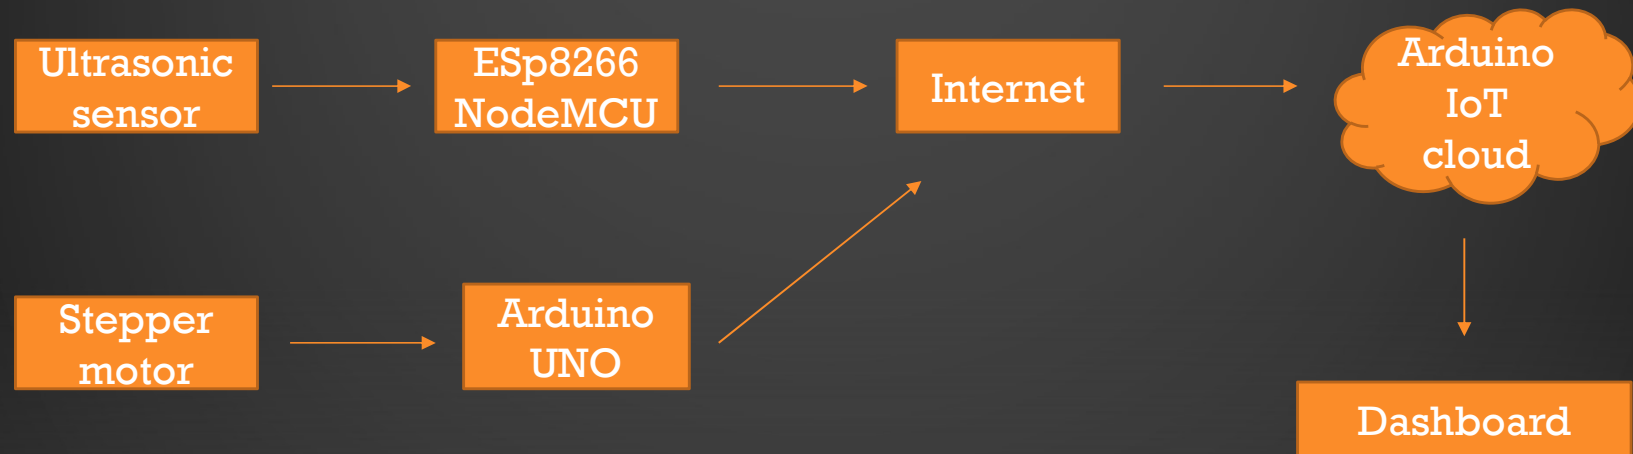 Ultrasonic
sensor
ESp8266
NodeMCU
Internet
Arduino
IoT
cloud
Stepper
motor
Arduino
UNO
Dashboard